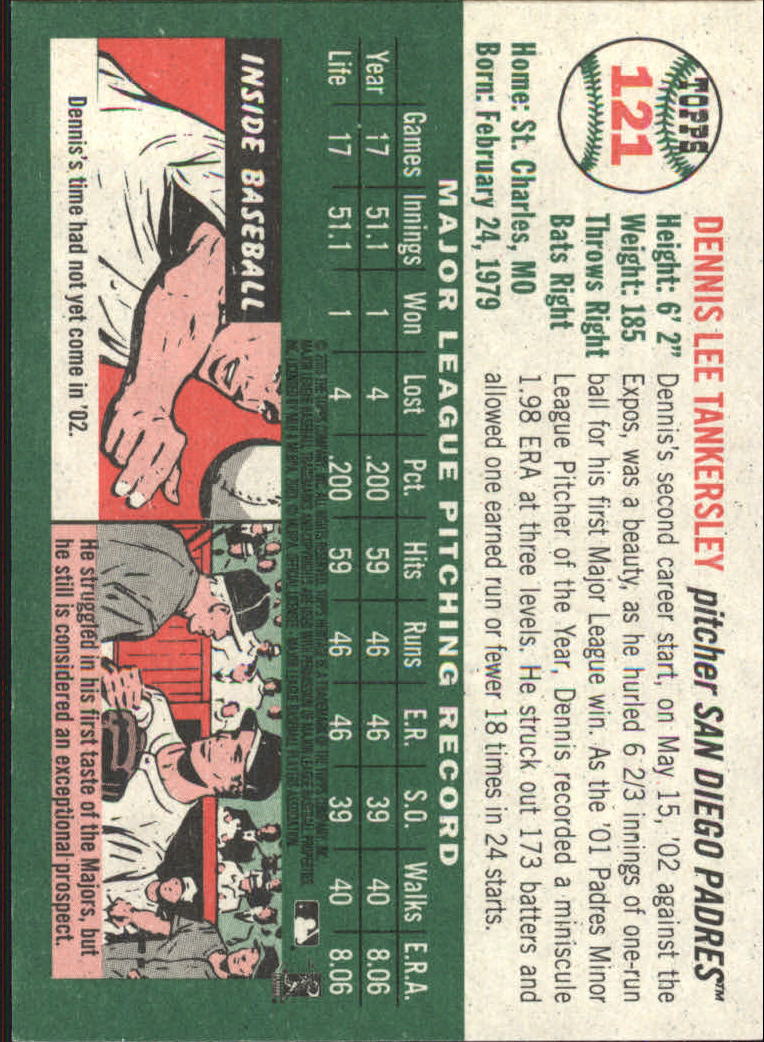 TOPPS
121
DENNIS LEE TANKERSLEY pitcher SAN DIEGO PADRES™
Height: 6' 2"
Weight: 185
Throws Right
Bats Right
Home: St. Charles, MO
Born: February 24, 1979
Dennis's second career start, on May 15, '02 against the
Expos, was a beauty, as he hurled 6 2/3 innings of one-run
ball for his first Major League win. As the '01 Padres Minor
League Pitcher of the Year, Dennis recorded a miniscule
1.98 ERA at three levels. He struck out 173 batters and
allowed one earned run or fewer 18 times in 24 starts.
MAJOR LEAGUE PITCHING RECORD
Games Innings Won Lost Pct. Hits Runs E.R. S.O. Walks E.R.A.
Year 17 51.1 1 4 .200 59 46 46 39 40 8.06
Life 17 51.1 1 4 .200 59 46 46 39 40 8.06
INSIDE BASEBALL
Dennis's time had not yet come in '02.
He struggled in his first taste of the Majors, but
he still is considered an exceptional prospect.